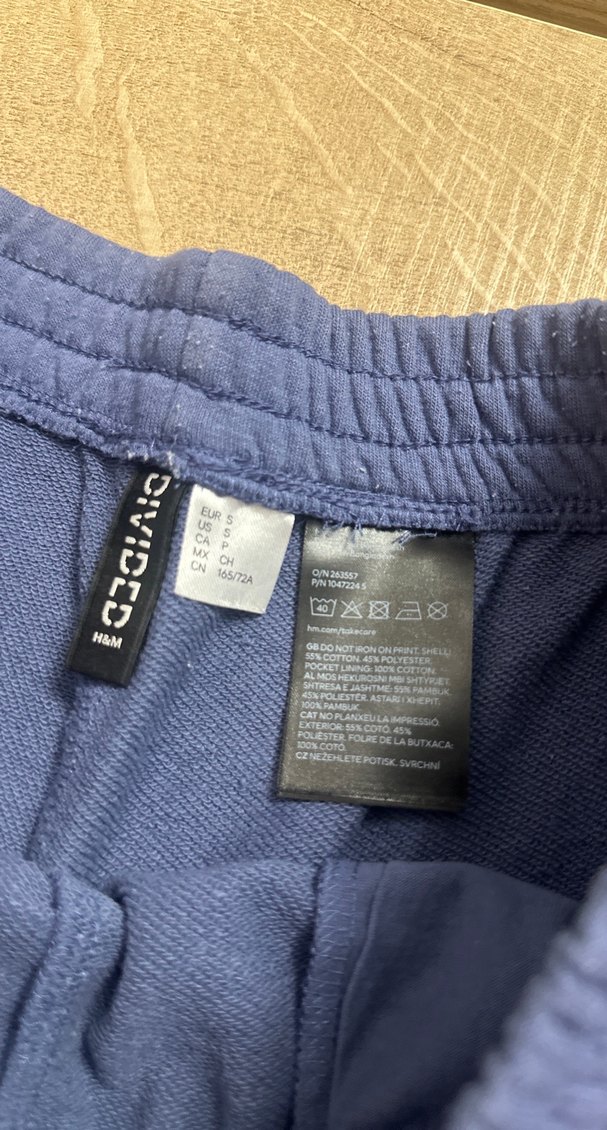 DIVIDED
H&M
EUR S
US S
CA P
MX CH
CN 165/72A
Bangladesh
O/N 263557
P/N 1047224 5
40
hm.com/takecare
GB DO NOT IRON ON PRINT. SHELL:
55% COTTON. 45% POLYESTER.
POCKET LINING: 100% COTTON.
AL MOS HEKUROSNI MBI SHTYPJET.
SHTRESA E JASHTME: 55% PAMBUK.
45% POLIESTËR. ASTARI I XHEPIT:
100% PAMBUK.
CAT NO PLANXEU LA IMPRESSIÓ.
EXTERIOR: 55% COTÓ. 45%
POLIÈSTER. FOLRE DE LA BUTXACA:
100% COTÓ.
CZ NEŽEHLETE POTISK. SVRCHNÍ